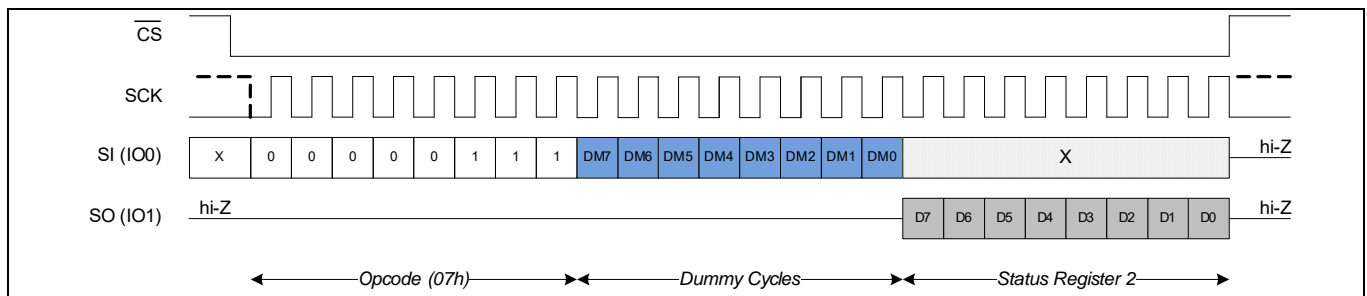 CS
SCK
SI (IO0) X 0 0 0 0 0 1 1 1 DM7 DM6 DM5 DM4 DM3 DM2 DM1 DM0 X hi-Z
SO (IO1) hi-Z D7 D6 D5 D4 D3 D2 D1 D0 hi-Z
Opcode (07h) Dummy Cycles Status Register 2